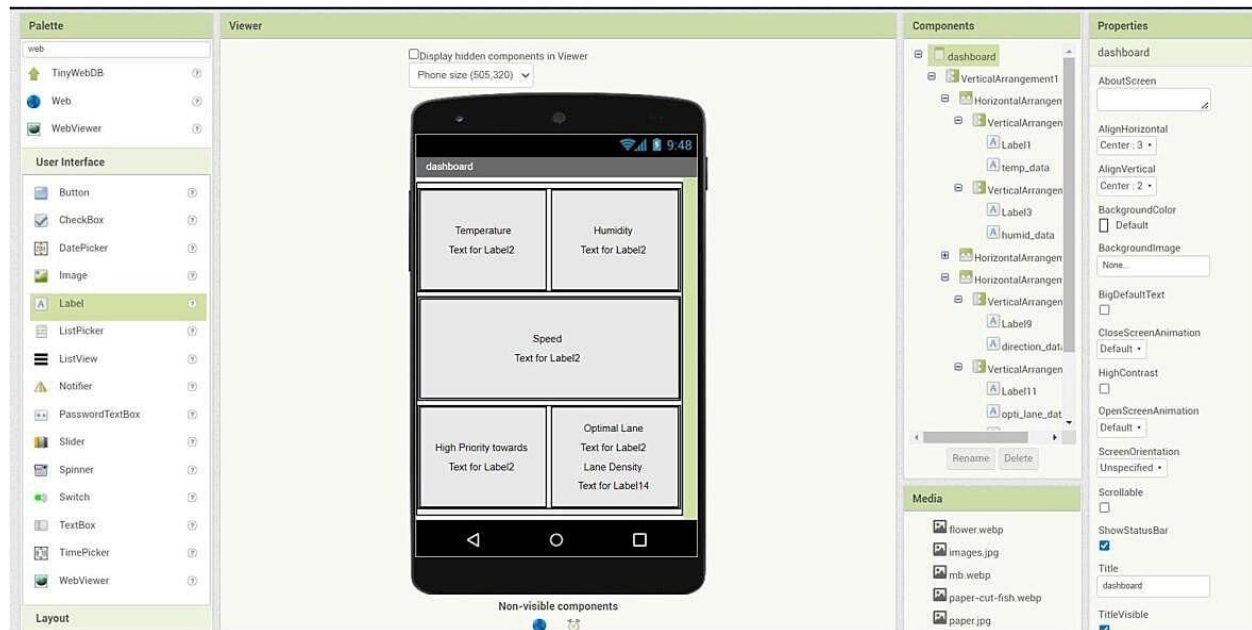 Palette
web
TinyWebDB
Web
WebViewer
User Interface
Button
CheckBox
DatePicker
Image
Label
ListPicker
ListView
Notifier
PasswordTextBox
Slider
Spinner
Switch
TextBox
TimePicker
WebViewer
Layout
Viewer
Display hidden components in Viewer
Phone size (505,320)
9:48
dashboard
Temperature
Text for Label2
Humidity
Text for Label2
Speed
Text for Label2
High Priority towards
Text for Label2
Optimal Lane
Text for Label2
Lane Density
Text for Label14
Non-visible components
Components
dashboard
VerticalArrangement1
HorizontalArrangen
VerticalArrangen
Label1
temp_data
VerticalArrangen
Label3
humid_data
HorizontalArrangen
HorizontalArrangen
VerticalArrangen
Label9
direction_dat
VerticalArrangen
Label11
opti_lane_dat
Rename Delete
Media
flower.webp
images.jpg
mb.webp
paper-cut-fish.webp
paper.jpg
Properties
dashboard
AboutScreen
AlignHorizontal
Center : 3
AlignVertical
Center : 2
BackgroundColor
Default
BackgroundImage
None...
BigDefaultText
CloseScreenAnimation
Default
HighContrast
OpenScreenAnimation
Default
ScreenOrientation
Unspecified
Scrollable
ShowStatusBar
Title
dashboard
TitleVisible